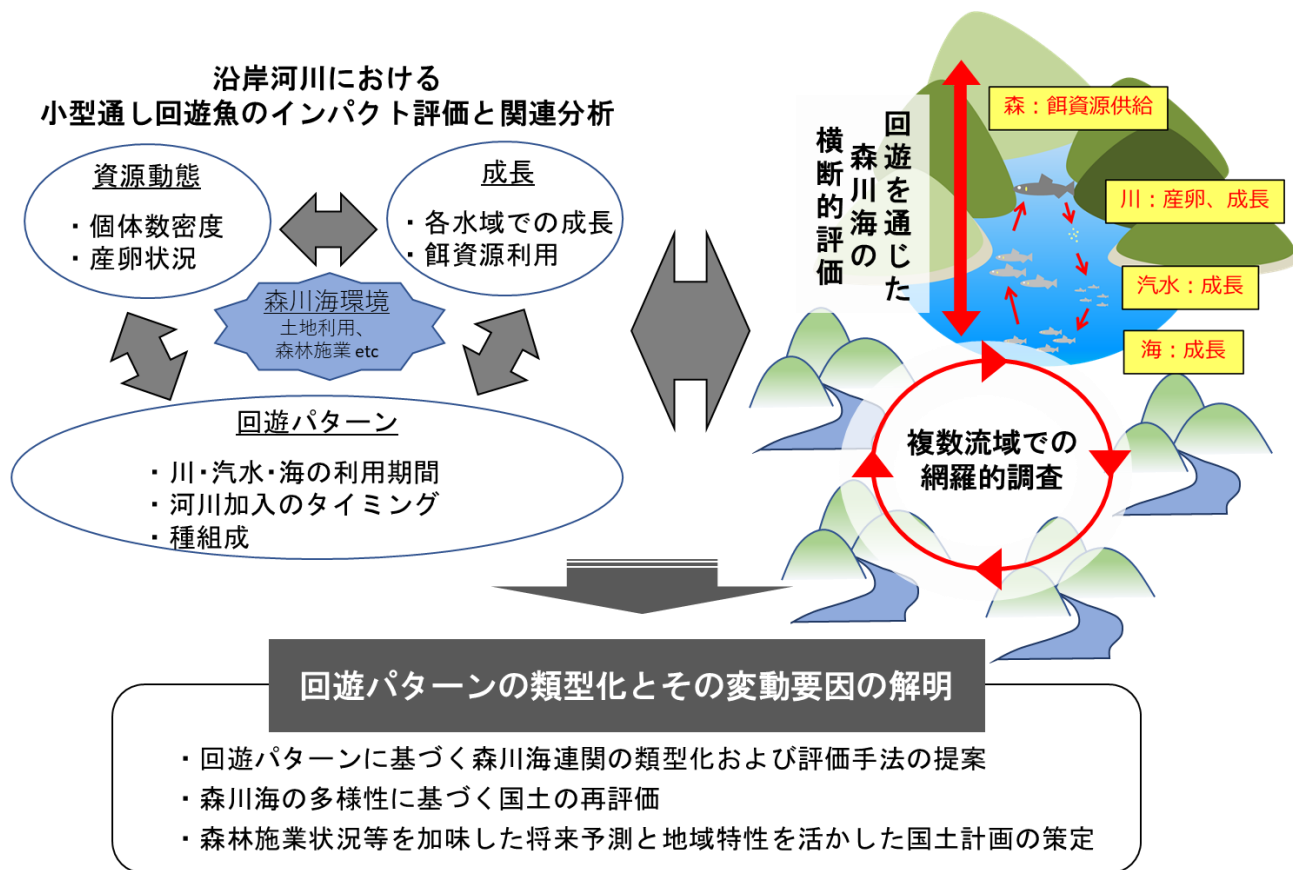 沿岸河川における
小型通し回遊魚のインパクト評価と関連分析
資源動態
・個体数密度
・産卵状況
成長
・各水域での成長
・餌資源利用
森川海環境
土地利用、
森林施業 etc
回遊パターン
・川・汽水・海の利用期間
・河川加入のタイミング
・種組成
回遊を通じた
森川海の
横断的評価
森：餌資源供給
川：産卵、成長
汽水：成長
海：成長
複数流域での
網羅的調査
回遊パターンの類型化とその変動要因の解明
・回遊パターンに基づく森川海連関の類型化および評価手法の提案
・森川海の多様性に基づく国土の再評価
・森林施業状況等を加味した将来予測と地域特性を活かした国土計画の策定